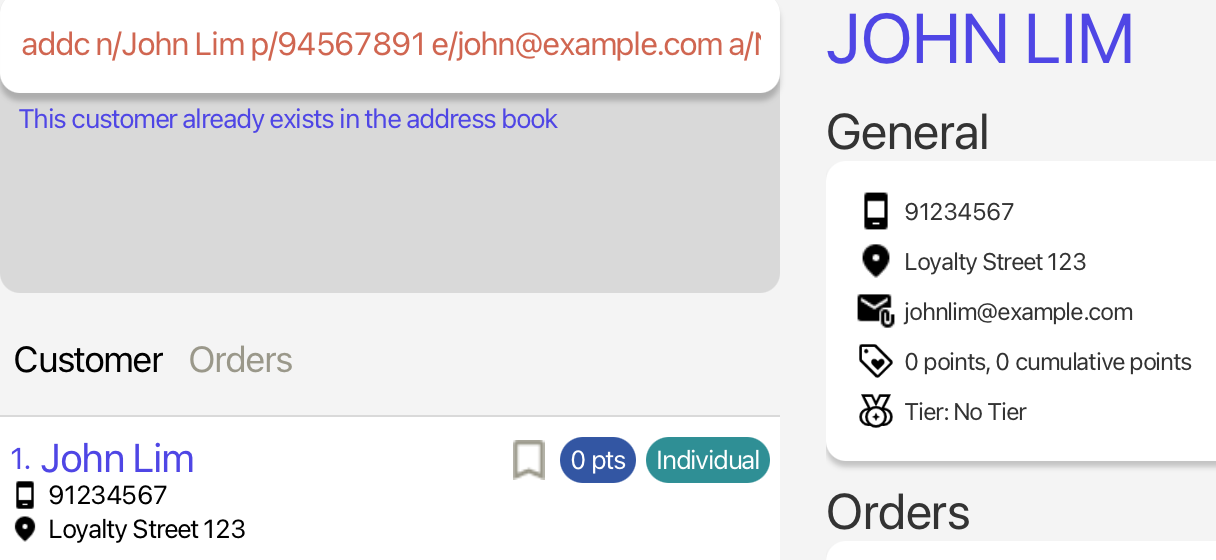 addc n/John Lim p/94567891 e/john@example.com a/
This customer already exists in the address book
Customer Orders
1. John Lim
0 pts Individual
91234567
Loyalty Street 123
JOHN LIM
General
91234567
Loyalty Street 123
johnlim@example.com
0 points, 0 cumulative points
Tier: No Tier
Orders